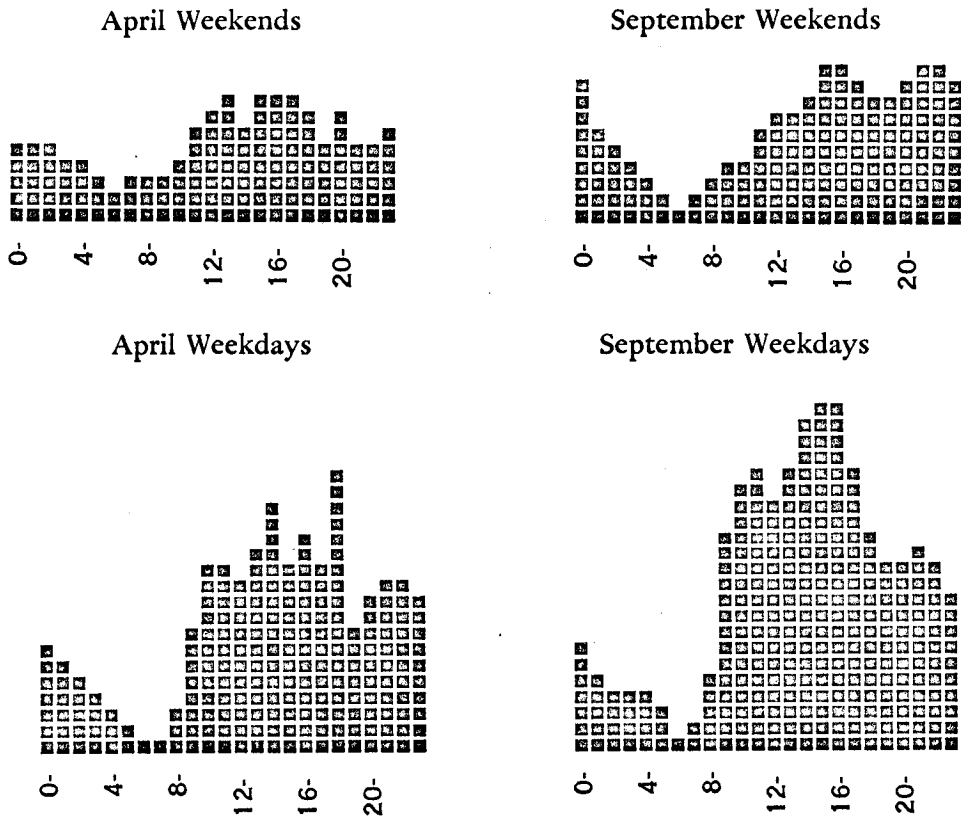 April Weekends
September Weekends
0- 4- 8- 12- 16- 20-
0- 4- 8- 12- 16- 20-
April Weekdays
September Weekdays
0- 4- 8- 12- 16- 20-
0- 4- 8- 12- 16- 20-